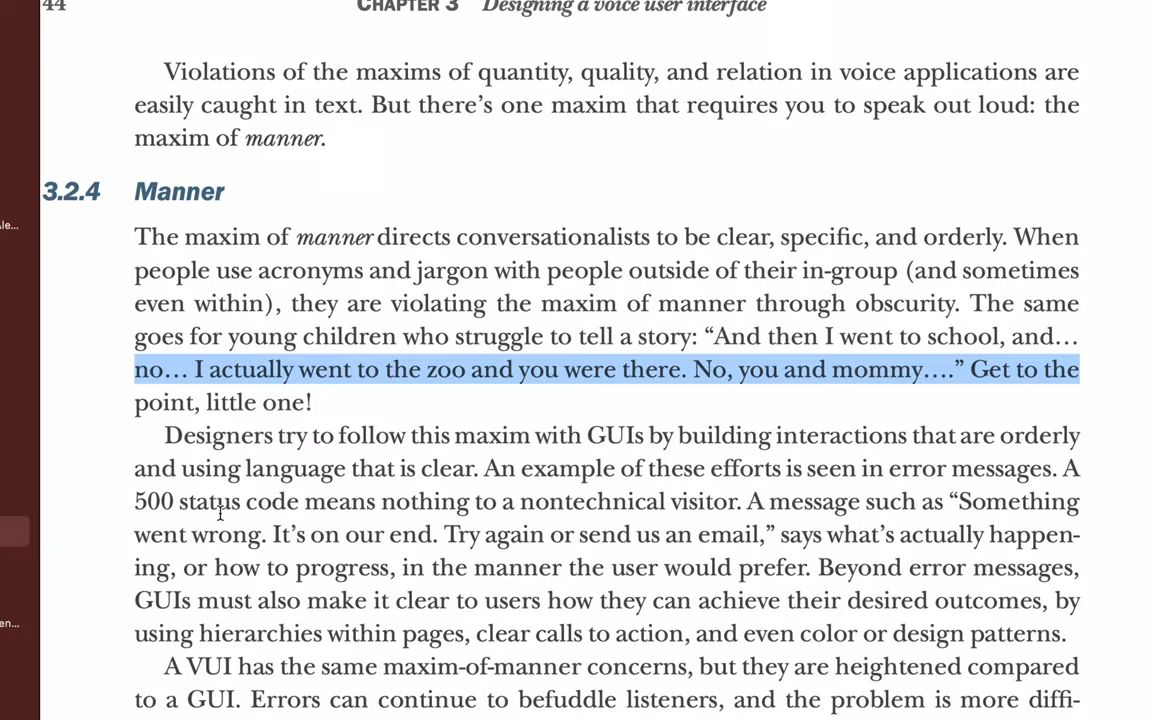 44
CHAPTER 3 Designing a voice user interface
Violations of the maxims of quantity, quality, and relation in voice applications are
easily caught in text. But there's one maxim that requires you to speak out loud: the
maxim of manner.
3.2.4 Manner
The maxim of manner directs conversationalists to be clear, specific, and orderly. When
people use acronyms and jargon with people outside of their in-group (and sometimes
even within), they are violating the maxim of manner through obscurity. The same
goes for young children who struggle to tell a story: “And then I went to school, and…
no… I actually went to the zoo and you were there. No, you and mommy….” Get to the
point, little one!
Designers try to follow this maxim with GUIs by building interactions that are orderly
and using language that is clear. An example of these efforts is seen in error messages. A
500 status code means nothing to a nontechnical visitor. A message such as “Something
went wrong. It’s on our end. Try again or send us an email,” says what’s actually happen-
ing, or how to progress, in the manner the user would prefer. Beyond error messages,
GUIs must also make it clear to users how they can achieve their desired outcomes, by
using hierarchies within pages, clear calls to action, and even color or design patterns.
A VUI has the same maxim-of-manner concerns, but they are heightened compared
to a GUI. Errors can continue to befuddle listeners, and the problem is more diffi-